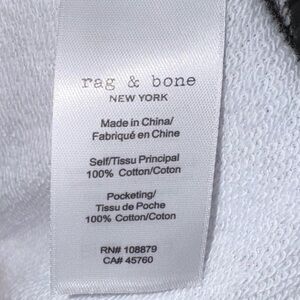 rag & bone
NEW YORK
Made in China/
Fabriqué en Chine
Self/Tissu Principal
100% Cotton/Coton
Pocketing/
Tissu de Poche
100% Cotton/Coton
RN# 108879
CA# 45760